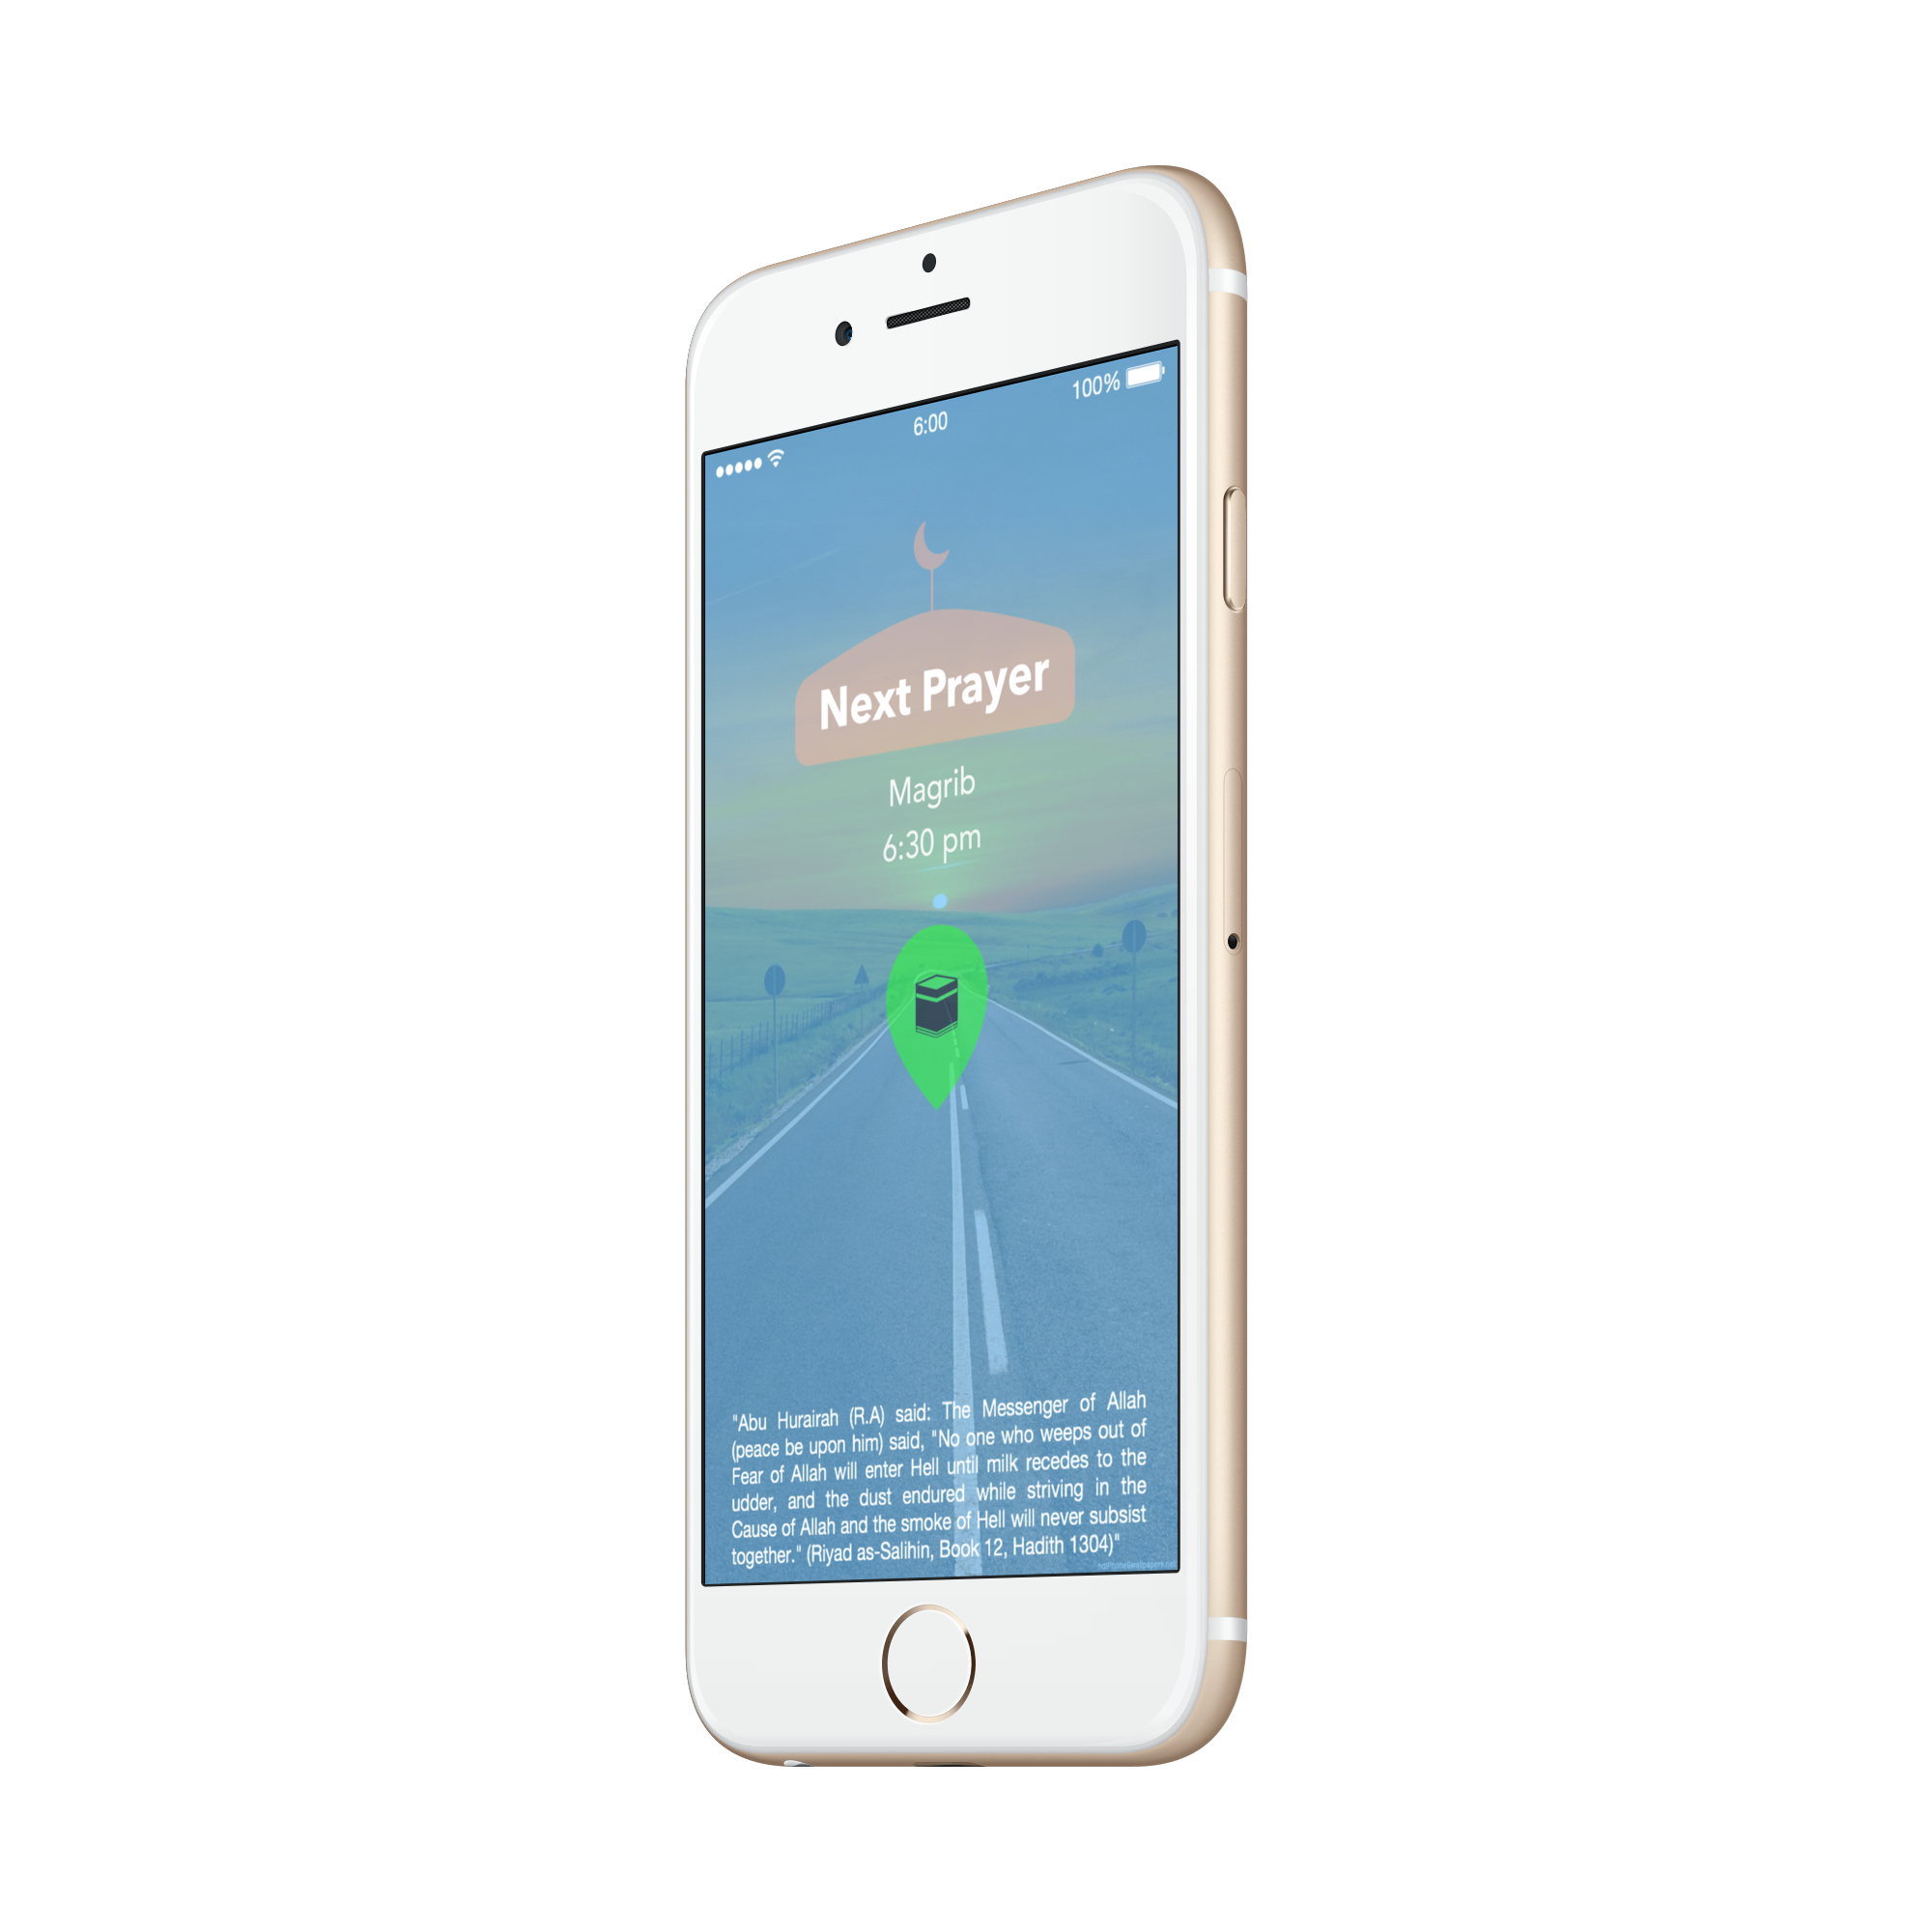 100%
6:00
Next Prayer
Magrib
6:30 pm
"Abu Hurairah (R.A) said: The Messenger of Allah
(peace be upon him) said, "No one who weeps out of
Fear of Allah will enter Hell until milk recedes to the
udder, and the dust endured while striving in the
Cause of Allah and the smoke of Hell will never subsist
together." (Riyad as-Salihin, Book 12, Hadith 1304)"